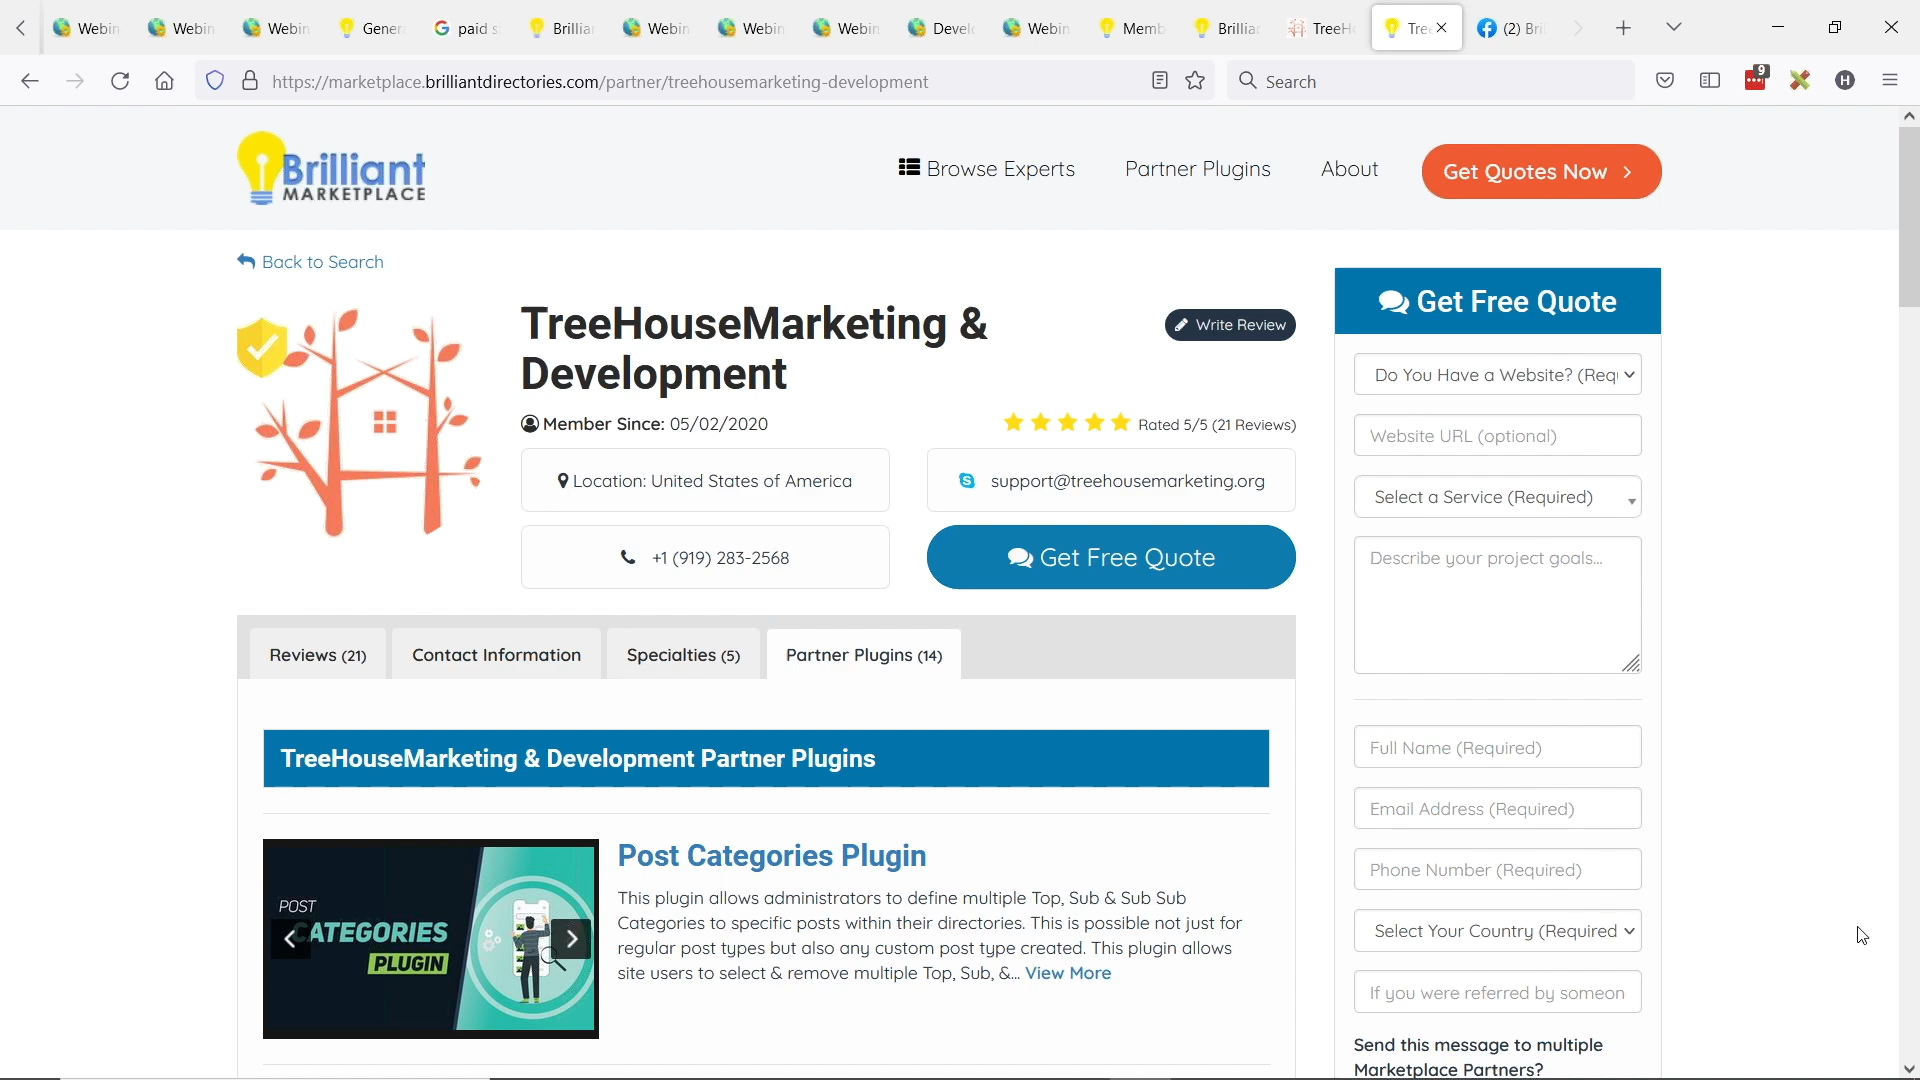 Webin
Webin
Webin
Genera
paid s
Brillian
Webin
Webin
Webin
Develo
Webin
Memb
Brillian
TreeHo
Tree
(2) Bri
https://marketplace.brilliantdirectories.com/partner/treehousemarketing-development
Search
9
H
Brilliant
MARKETPLACE
Browse Experts
Partner Plugins
About
Get Quotes Now
Back to Search
TreeHouseMarketing &
Development
Write Review
Member Since: 05/02/2020
Rated 5/5 (21 Reviews)
Location: United States of America
support@treehousemarketing.org
+1 (919) 283-2568
Get Free Quote
Reviews (21)
Contact Information
Specialties (5)
Partner Plugins (14)
TreeHouseMarketing & Development Partner Plugins
POST
CATEGORIES
PLUGIN
Post Categories Plugin
This plugin allows administrators to define multiple Top, Sub & Sub Sub
Categories to specific posts within their directories. This is possible not just for
regular post types but also any custom post type created. This plugin allows
site users to select & remove multiple Top, Sub, &... View More
Get Free Quote
Do You Have a Website? (Requ
Website URL (optional)
Select a Service (Required)
Describe your project goals...
Full Name (Required)
Email Address (Required)
Phone Number (Required)
Select Your Country (Required
If you were referred by someon
Send this message to multiple
Marketplace Partners?